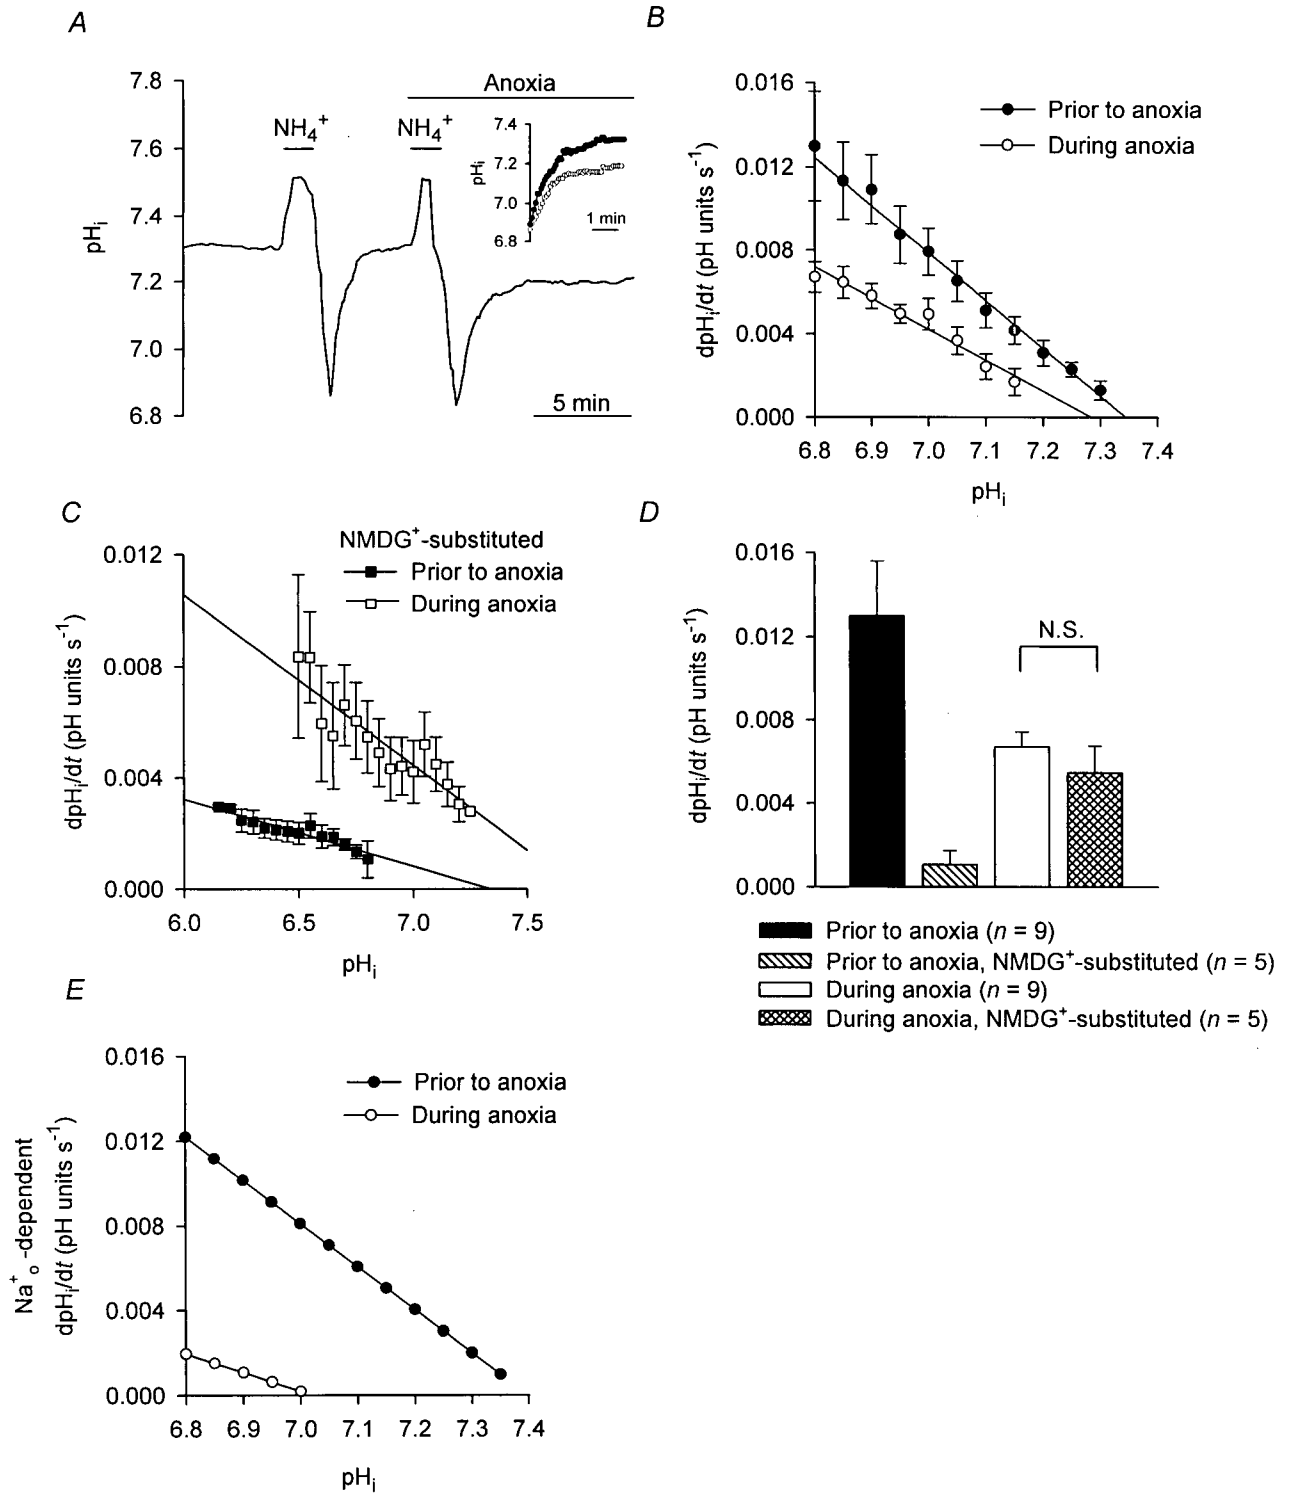 A
7.8
7.6
7.4
7.2
7.0
6.8
pHi
NH4+
NH4+
Anoxia
7.4
7.2
7.0
6.8
pHi
1 min
5 min
B
0.016
0.012
0.008
0.004
0.000
dpHi/dt (pH units s-1)
Prior to anoxia
During anoxia
6.8 6.9 7.0 7.1 7.2 7.3 7.4
pHi
C
NMDG+-substituted
Prior to anoxia
During anoxia
0.012
0.008
0.004
0.000
dpHi/dt (pH units s-1)
6.0 6.5 7.0 7.5
pHi
D
0.016
0.012
0.008
0.004
0.000
dpHi/dt (pH units s-1)
N.S.
Prior to anoxia (n = 9)
Prior to anoxia, NMDG+-substituted (n = 5)
During anoxia (n = 9)
During anoxia, NMDG+-substituted (n = 5)
E
0.016
0.012
0.008
0.004
0.000
Na+o -dependent
dpHi/dt (pH units s-1)
Prior to anoxia
During anoxia
6.8 6.9 7.0 7.1 7.2 7.3 7.4
pHi